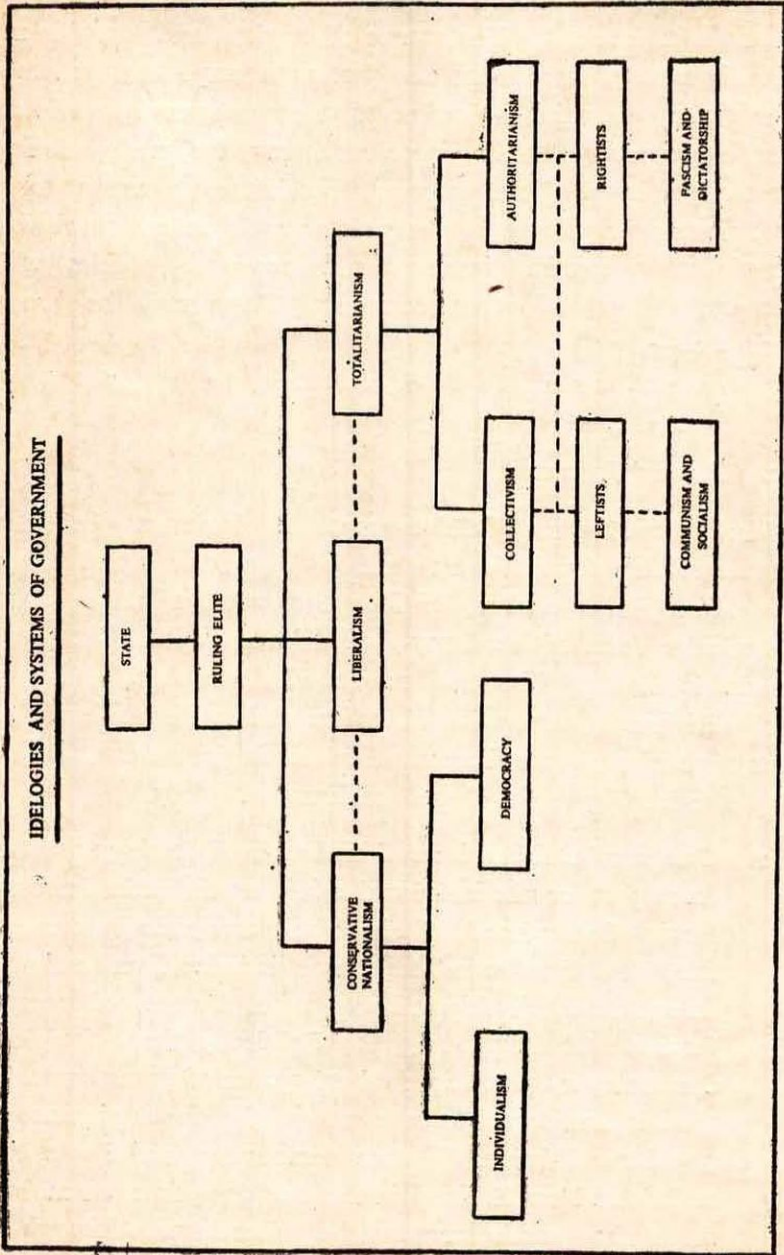 IDELOGIES AND SYSTEMS OF GOVERNMENT
STATE
RULING ELITE
CONSERVATIVE
NATIONALISM
LIBERALISM
TOTALITARIANISM
INDIVIDUALISM
DEMOCRACY
COLLECTIVISM
AUTHORITARIANISM
LEFTISTS
RIGHTISTS
COMMUNISM AND
SOCIALISM
FASCISM AND
DICTATORSHIP